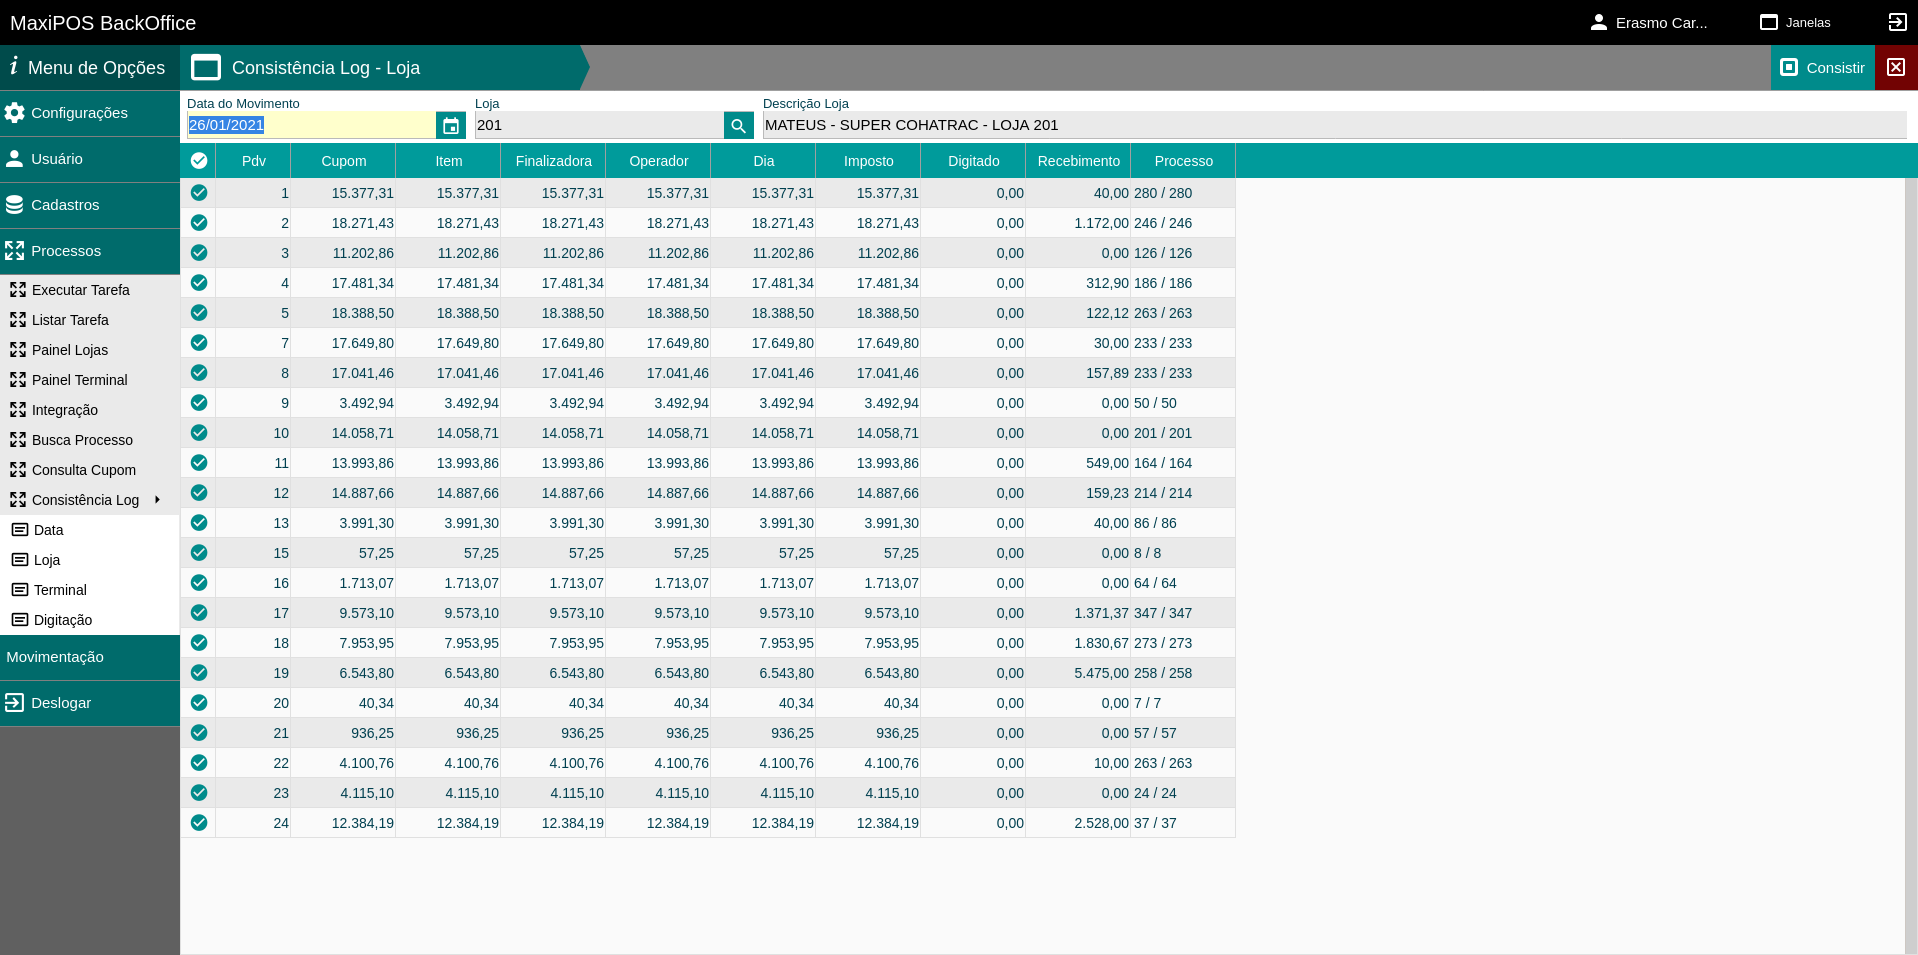 MaxiPOS BackOffice
Erasmo Car...
Janelas
Menu de Opções
Consistência Log - Loja
Consistir
Configurações
Usuário
Cadastros
Processos
Executar Tarefa
Listar Tarefa
Painel Lojas
Painel Terminal
Integração
Busca Processo
Consulta Cupom
Consistência Log
Data
Loja
Terminal
Digitação
Movimentação
Deslogar
Data do Movimento Loja Descrição Loja
26/01/2021 201 MATEUS - SUPER COHATRAC - LOJA 201
Pdv Cupom Item Finalizadora Operador Dia Imposto Digitado Recebimento Processo
1 15.377,31 15.377,31 15.377,31 15.377,31 15.377,31 15.377,31 0,00 40,00 280 / 280
2 18.271,43 18.271,43 18.271,43 18.271,43 18.271,43 18.271,43 0,00 1.172,00 246 / 246
3 11.202,86 11.202,86 11.202,86 11.202,86 11.202,86 11.202,86 0,00 0,00 126 / 126
4 17.481,34 17.481,34 17.481,34 17.481,34 17.481,34 17.481,34 0,00 312,90 186 / 186
5 18.388,50 18.388,50 18.388,50 18.388,50 18.388,50 18.388,50 0,00 122,12 263 / 263
7 17.649,80 17.649,80 17.649,80 17.649,80 17.649,80 17.649,80 0,00 30,00 233 / 233
8 17.041,46 17.041,46 17.041,46 17.041,46 17.041,46 17.041,46 0,00 157,89 233 / 233
9 3.492,94 3.492,94 3.492,94 3.492,94 3.492,94 3.492,94 0,00 0,00 50 / 50
10 14.058,71 14.058,71 14.058,71 14.058,71 14.058,71 14.058,71 0,00 0,00 201 / 201
11 13.993,86 13.993,86 13.993,86 13.993,86 13.993,86 13.993,86 0,00 549,00 164 / 164
12 14.887,66 14.887,66 14.887,66 14.887,66 14.887,66 14.887,66 0,00 159,23 214 / 214
13 3.991,30 3.991,30 3.991,30 3.991,30 3.991,30 3.991,30 0,00 40,00 86 / 86
15 57,25 57,25 57,25 57,25 57,25 57,25 0,00 0,00 8 / 8
16 1.713,07 1.713,07 1.713,07 1.713,07 1.713,07 1.713,07 0,00 0,00 64 / 64
17 9.573,10 9.573,10 9.573,10 9.573,10 9.573,10 9.573,10 0,00 1.371,37 347 / 347
18 7.953,95 7.953,95 7.953,95 7.953,95 7.953,95 7.953,95 0,00 1.830,67 273 / 273
19 6.543,80 6.543,80 6.543,80 6.543,80 6.543,80 6.543,80 0,00 5.475,00 258 / 258
20 40,34 40,34 40,34 40,34 40,34 40,34 0,00 0,00 7 / 7
21 936,25 936,25 936,25 936,25 936,25 936,25 0,00 0,00 57 / 57
22 4.100,76 4.100,76 4.100,76 4.100,76 4.100,76 4.100,76 0,00 10,00 263 / 263
23 4.115,10 4.115,10 4.115,10 4.115,10 4.115,10 4.115,10 0,00 0,00 24 / 24
24 12.384,19 12.384,19 12.384,19 12.384,19 12.384,19 12.384,19 0,00 2.528,00 37 / 37